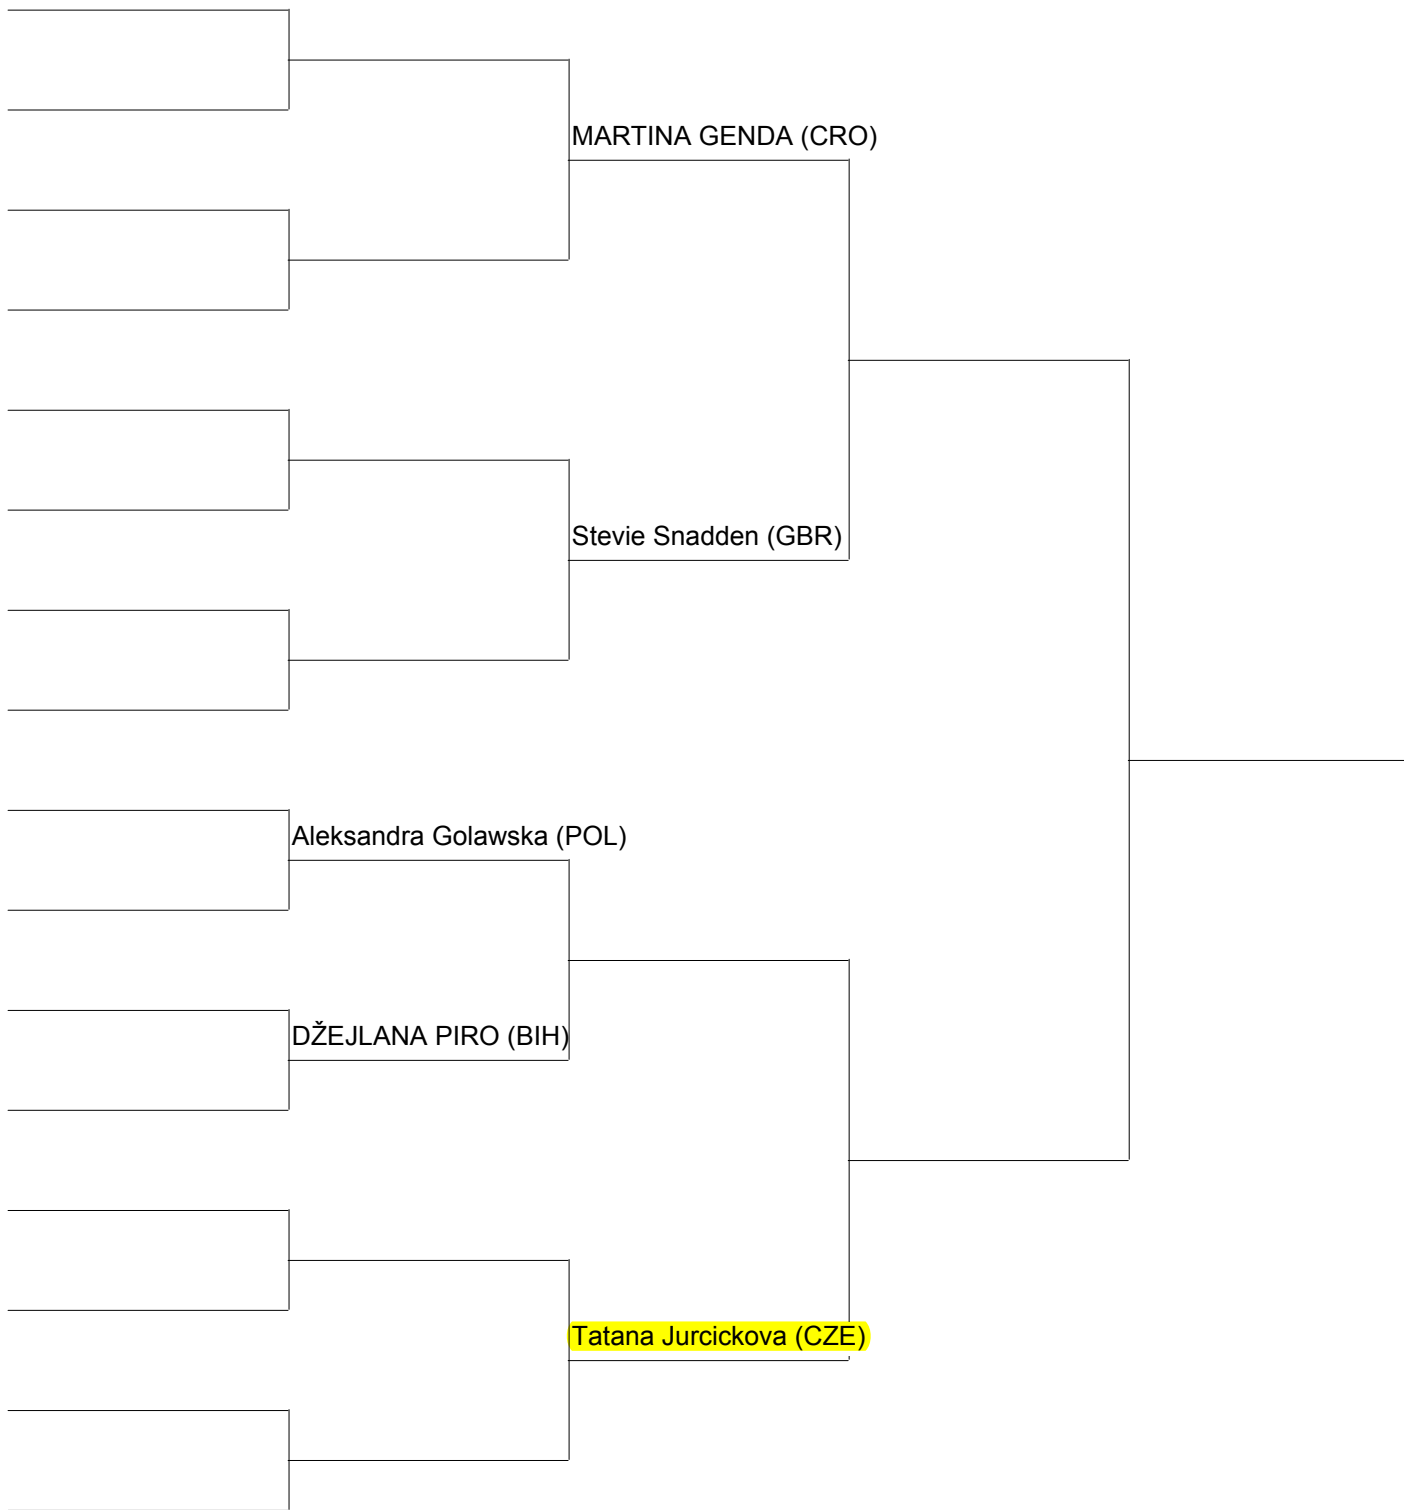 MARTINA GENDA (CRO)
Stevie Snadden (GBR)
Aleksandra Golawska (POL)
DŽEJLANA PIRO (BIH)
Tatana Jurcickova (CZE)